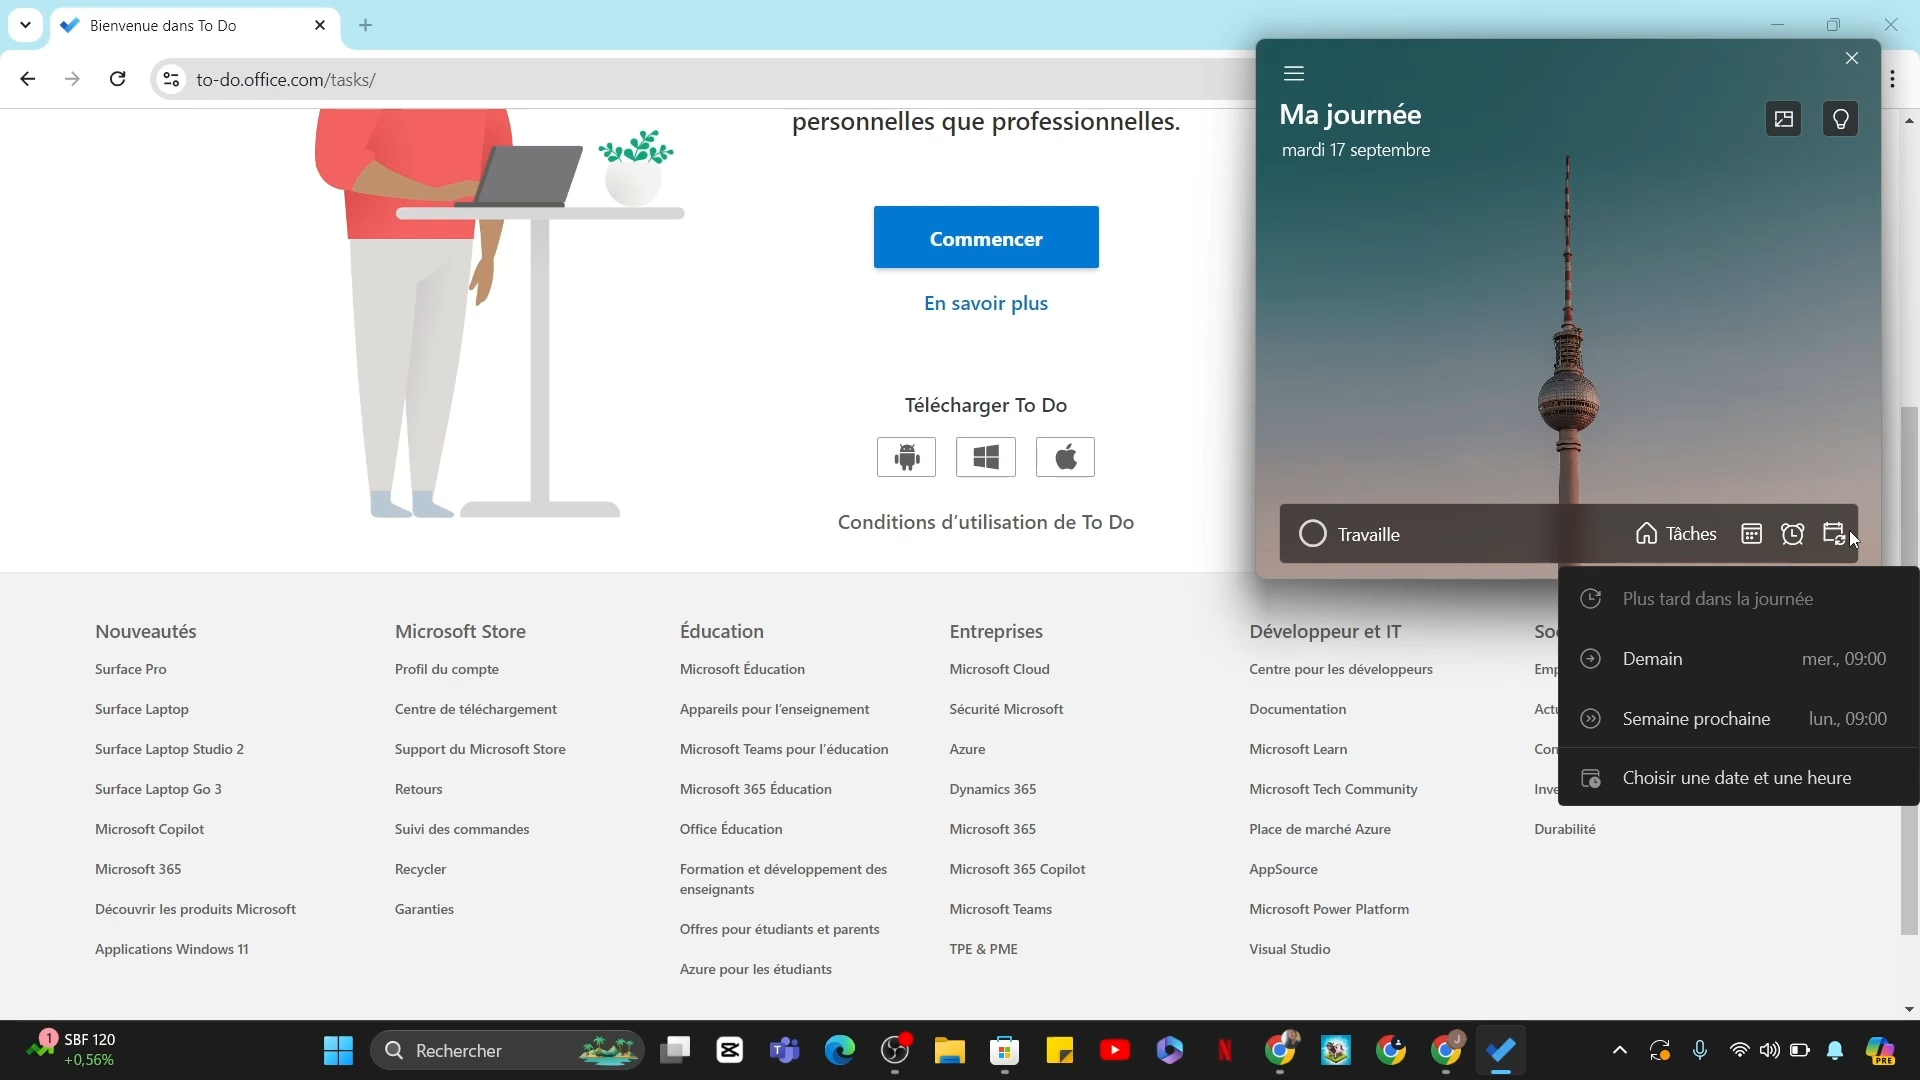 Bienvenue dans To Do
to-do.office.com/tasks/
personnelles que professionnelles.
Commencer
En savoir plus
Télécharger To Do
Conditions d'utilisation de To Do
Ma journée
mardi 17 septembre
Travaille
Tâches
Plus tard dans la journée
Demain mer., 09:00
Semaine prochaine lun., 09:00
Choisir une date et une heure
Nouveautés
Surface Pro
Surface Laptop
Surface Laptop Studio 2
Surface Laptop Go 3
Microsoft Copilot
Microsoft 365
Découvrir les produits Microsoft
Applications Windows 11
Microsoft Store
Profil du compte
Centre de téléchargement
Support du Microsoft Store
Retours
Suivi des commandes
Recycler
Garanties
Éducation
Microsoft Éducation
Appareils pour l'enseignement
Microsoft Teams pour l'éducation
Microsoft 365 Éducation
Office Éducation
Formation et développement des
enseignants
Offres pour étudiants et parents
Azure pour les étudiants
Entreprises
Microsoft Cloud
Sécurité Microsoft
Azure
Dynamics 365
Microsoft 365
Microsoft 365 Copilot
Microsoft Teams
TPE & PME
Développeur et IT
Centre pour les développeurs
Documentation
Microsoft Learn
Microsoft Tech Community
Place de marché Azure
AppSource
Microsoft Power Platform
Visual Studio
So
Emp
Actu
Con
Inve
Durabilité
1
SBF 120
+0,56%
Rechercher
J
PRE